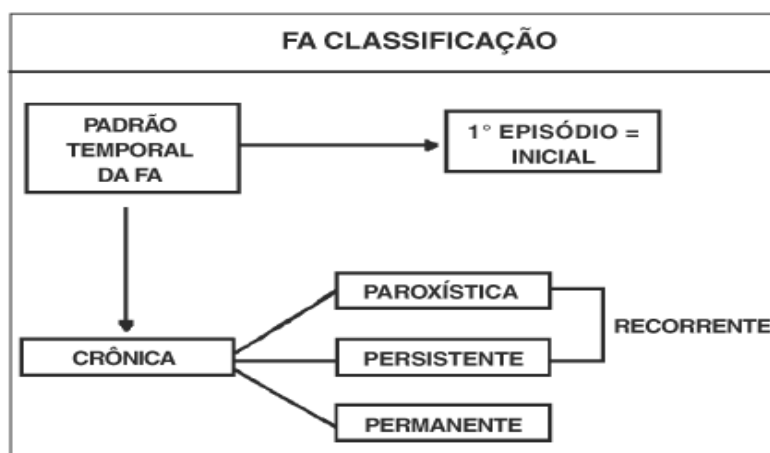 FA CLASSIFICAÇÃO
PADRÃO
TEMPORAL
DA FA
1° EPISÓDIO =
INICIAL
PAROXÍSTICA
RECORRENTE
CRÔNICA
PERSISTENTE
PERMANENTE